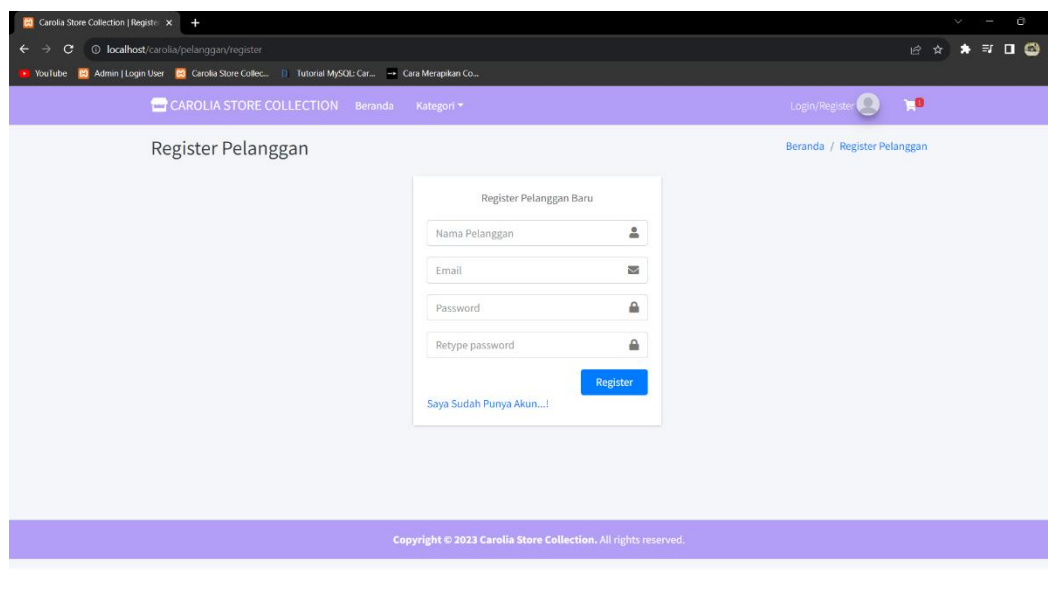 Carolia Store Collection | Register
localhost/carolia/pelanggan/register
YouTube Admin | Login User Carolia Store Collec... Tutorial MySQL: Car... Cara Merapikan Co...
CAROLIA STORE COLLECTION Beranda Kategori Login/Register
Register Pelanggan Beranda / Register Pelanggan
Register Pelanggan Baru
Nama Pelanggan
Email
Password
Retype password
Register
Saya Sudah Punya Akun...!
Copyright © 2023 Carolia Store Collection. All rights reserved.